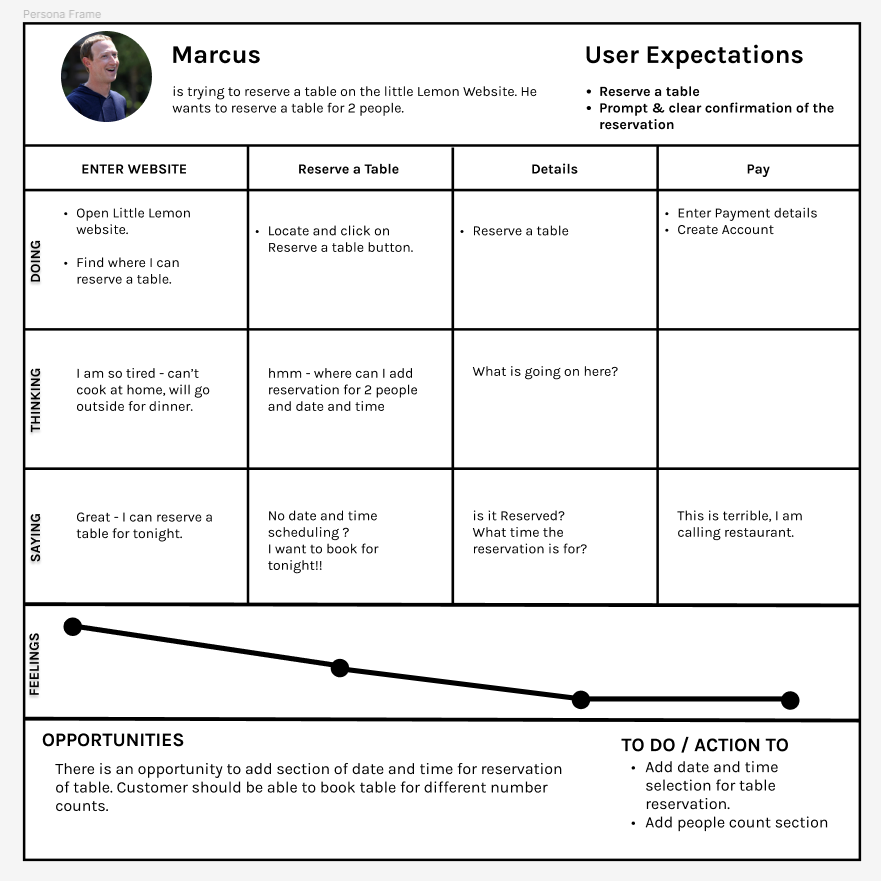 Persona Frame
Marcus
is trying to reserve a table on the little Lemon Website. He
wants to reserve a table for 2 people.
User Expectations
• Reserve a table
• Prompt & clear confirmation of the
reservation
ENTER WEBSITE
Reserve a Table
Details
Pay
DOING
• Open Little Lemon
website.
• Find where I can
reserve a table.
• Locate and click on
Reserve a table button.
• Reserve a table
• Enter Payment details
• Create Account
THINKING
I am so tired - can't
cook at home, will go
outside for dinner.
hmm - where can I add
reservation for 2 people
and date and time
What is going on here?
SAYING
Great - I can reserve a
table for tonight.
No date and time
scheduling ?
I want to book for
tonight!!
is it Reserved?
What time the
reservation is for?
This is terrible, I am
calling restaurant.
FEELINGS
OPPORTUNITIES
There is an opportunity to add section of date and time for reservation
of table. Customer should be able to book table for different number
counts.
TO DO / ACTION TO
• Add date and time
selection for table
reservation.
• Add people count section